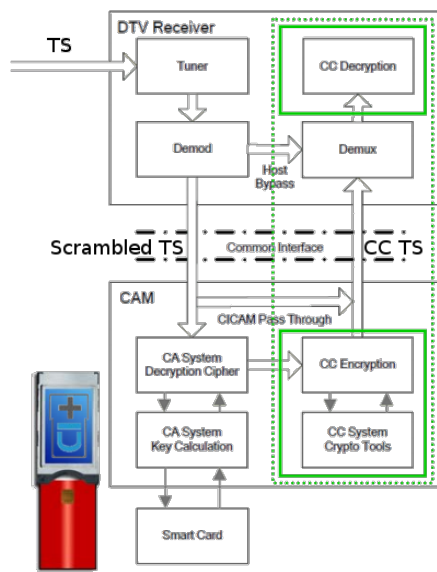 DTV Receiver
TS
Tuner
CC Decryption
Demod
Demux
Host
Bypass
Scrambled TS
Common Interface
CC TS
CAM
CICAM Pass Through
CA System
Decryption Cipher
CC Encryption
CA System
Key Calculation
CC System
Crypto Tools
Smart Card
CI+